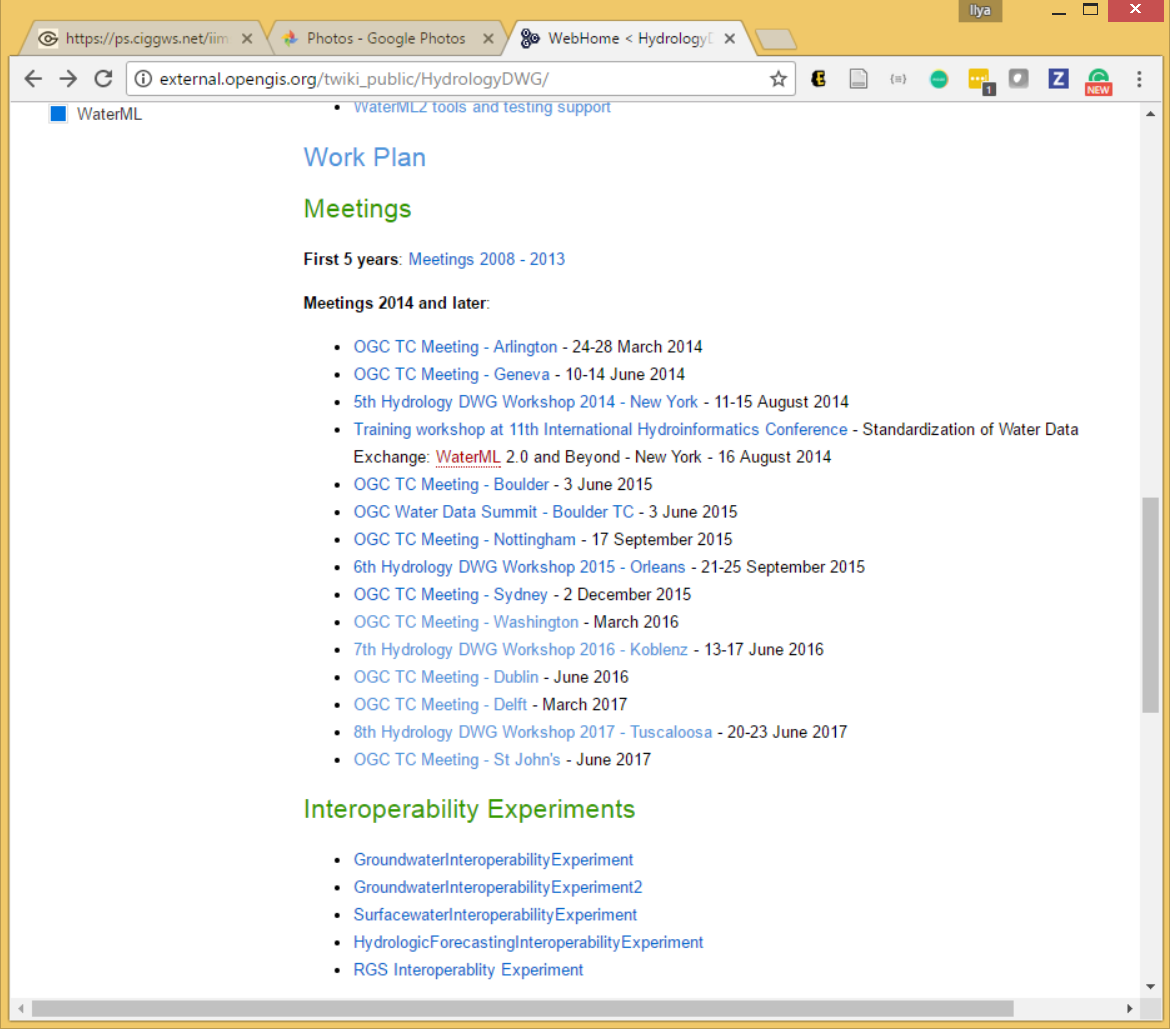 Ilya
https://ps.ciggws.net/iim
Photos - Google Photos
WebHome < HydrologyD
external.opengis.org/twiki_public/HydrologyDWG/
1
NEW
WaterML
WaterML2 tools and testing support
Work Plan
Meetings
First 5 years: Meetings 2008 - 2013
Meetings 2014 and later:
OGC TC Meeting - Arlington - 24-28 March 2014
OGC TC Meeting - Geneva - 10-14 June 2014
5th Hydrology DWG Workshop 2014 - New York - 11-15 August 2014
Training workshop at 11th International Hydroinformatics Conference - Standardization of Water Data
Exchange: WaterML 2.0 and Beyond - New York - 16 August 2014
OGC TC Meeting - Boulder - 3 June 2015
OGC Water Data Summit - Boulder TC - 3 June 2015
OGC TC Meeting - Nottingham - 17 September 2015
6th Hydrology DWG Workshop 2015 - Orleans - 21-25 September 2015
OGC TC Meeting - Sydney - 2 December 2015
OGC TC Meeting - Washington - March 2016
7th Hydrology DWG Workshop 2016 - Koblenz - 13-17 June 2016
OGC TC Meeting - Dublin - June 2016
OGC TC Meeting - Delft - March 2017
8th Hydrology DWG Workshop 2017 - Tuscaloosa - 20-23 June 2017
OGC TC Meeting - St John's - June 2017
Interoperability Experiments
GroundwaterInteroperabilityExperiment
GroundwaterInteroperabilityExperiment2
SurfacewaterInteroperabilityExperiment
HydrologicForecastingInteroperabilityExperiment
RGS Interoperablity Experiment